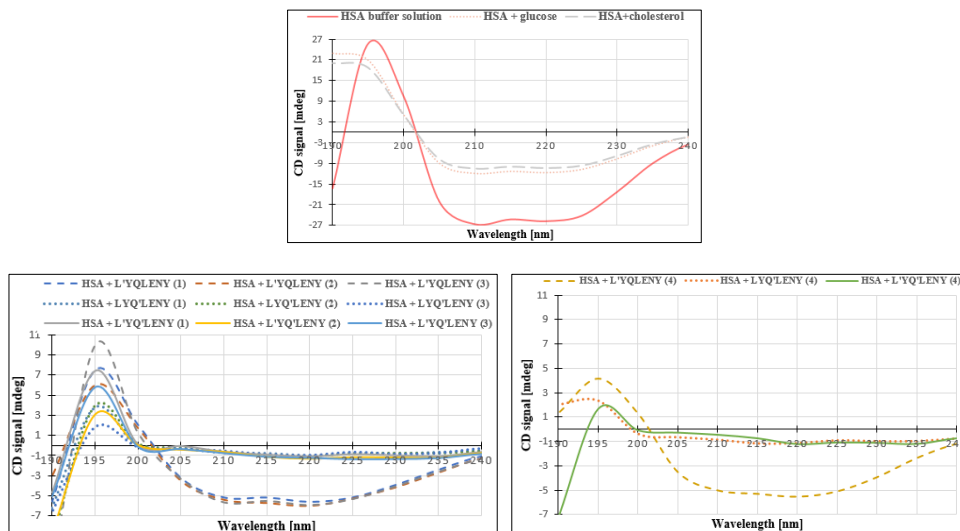 HSA buffer solution HSA + glucose HSA+cholesterol
27
21
15
9
3
-3
-9
-15
-21
-27
190 200 210 220 230 240
CD signal [mdeg]
Wavelength [nm]
HSA + L'YQLENY (1) HSA + L'YQLENY (2) HSA + L'YQLENY (3)
HSA + LYQ'LENY (1) HSA + LYQ'LENY (2) HSA + LYQ'LENY (3)
HSA + L'YQ'LENY (1) HSA + L'YQ'LENY (2) HSA + L'YQ'LENY (3)
11
9
7
5
3
1
-1
-3
-5
-7
190 195 200 205 210 215 220 225 230 235 240
CD signal [mdeg]
Wavelength [nm]
HSA + L'YQLENY (4) HSA + LYQ'LENY (4) HSA + L'YQ'LENY (4)
11
9
7
5
3
1
-1
-3
-5
-7
190 195 200 205 210 215 220 225 230 235 240
CD signal [mdeg]
Wavelength [nm]